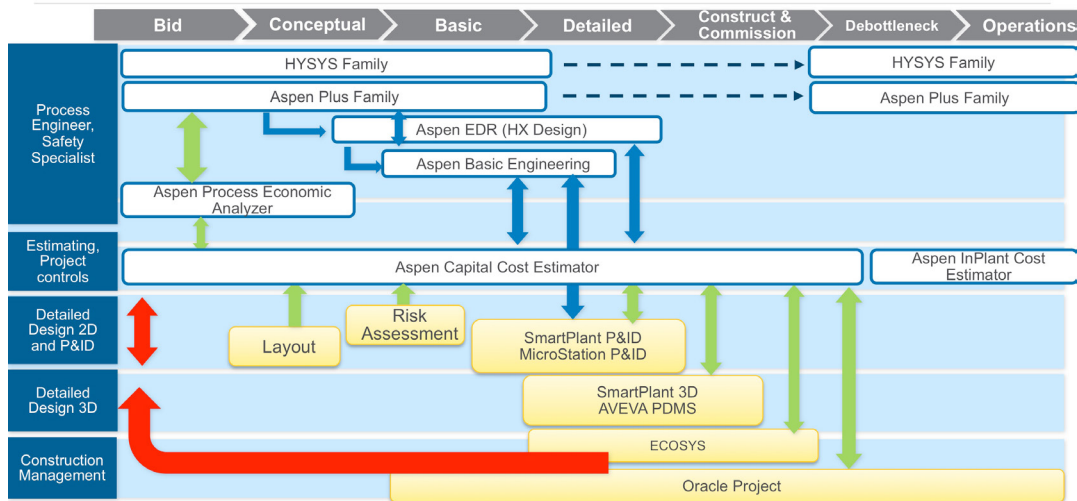 Bid
Conceptual
Basic
Detailed
Construct &
Commission
Debottleneck
Operations
Process
Engineer,
Safety
Specialist
HYSYS Family
HYSYS Family
Aspen Plus Family
Aspen Plus Family
Aspen EDR (HX Design)
Aspen Basic Engineering
Aspen Process Economic
Analyzer
Estimating,
Project
controls
Aspen Capital Cost Estimator
Aspen InPlant Cost
Estimator
Detailed
Design 2D
and P&ID
Layout
Risk
Assessment
SmartPlant P&ID
MicroStation P&ID
Detailed
Design 3D
SmartPlant 3D
AVEVA PDMS
Construction
Management
ECOSYS
Oracle Project